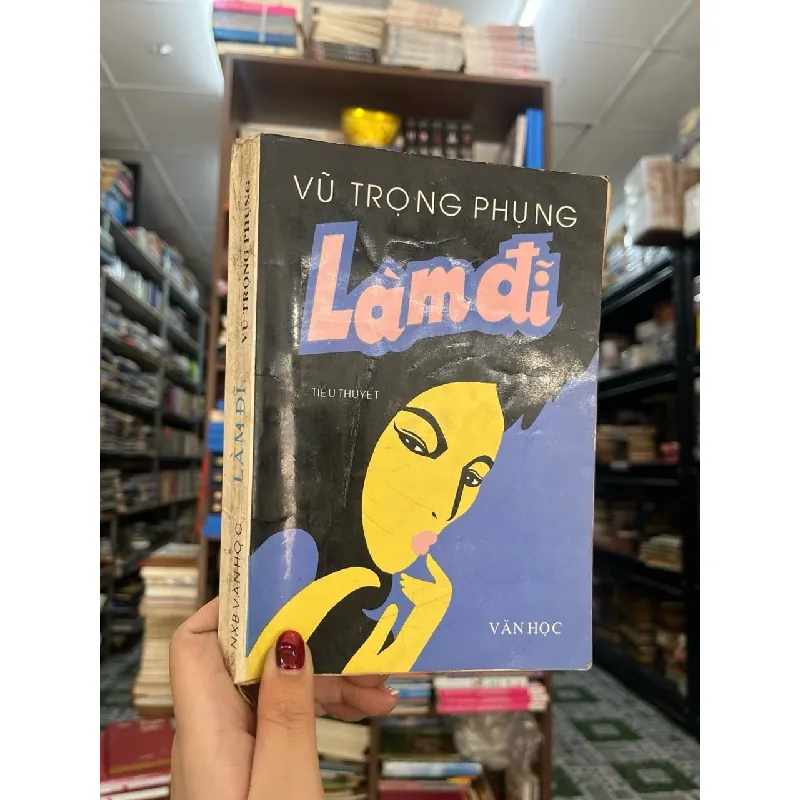 VŨ TRỌNG PHỤNG
Làm đĩ
TIỂU THUYẾT
VĂN HỌC
VŨ TRỌNG PHỤNG
LÀM ĐĨ
NXB VĂN HỌC